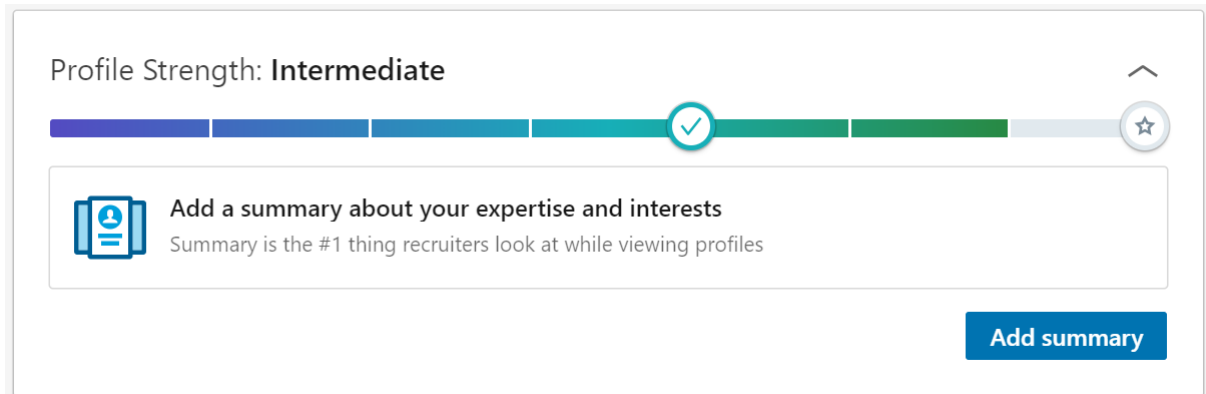 Profile Strength: Intermediate
Add a summary about your expertise and interests
Summary is the #1 thing recruiters look at while viewing profiles
Add summary